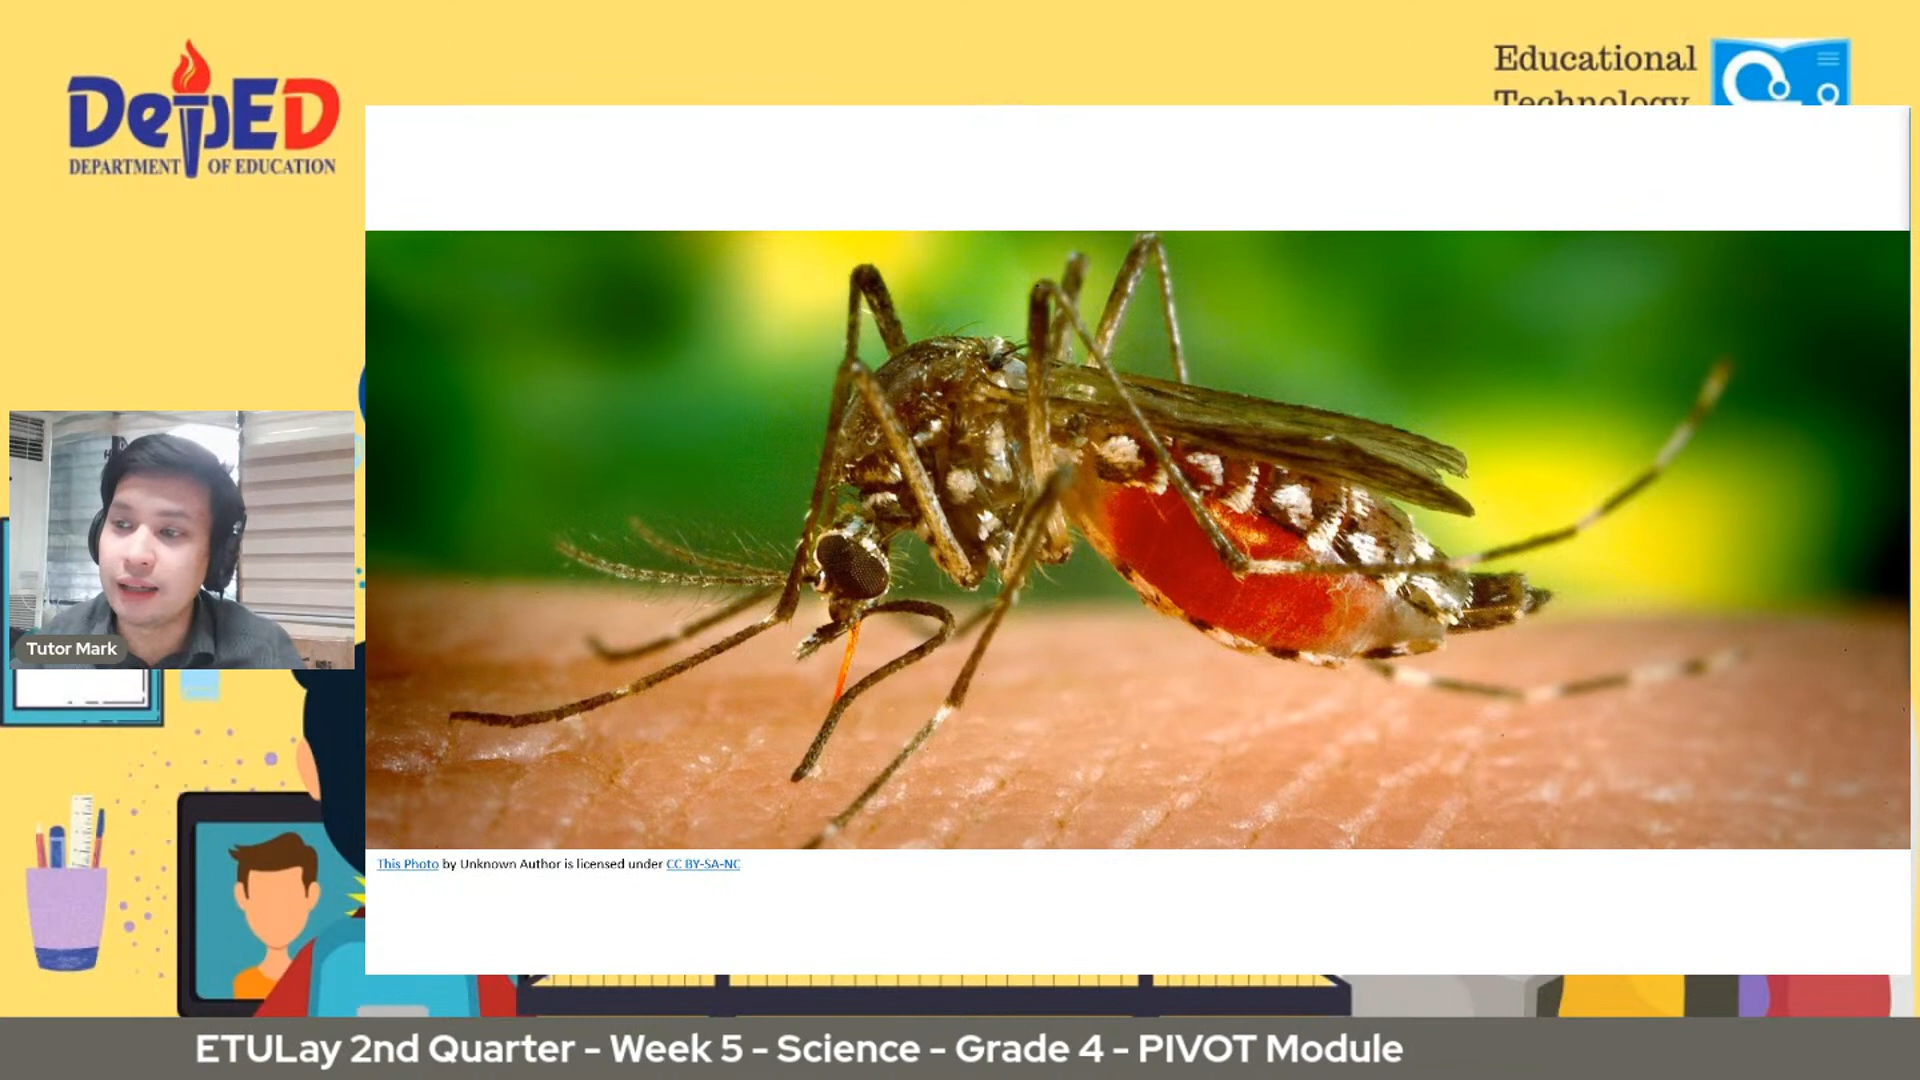 DepED
DEPARTMENT OF EDUCATION
Educational
Technology
Tutor Mark
This Photo by Unknown Author is licensed under CC BY-SA-NC
ETULay 2nd Quarter - Week 5 - Science - Grade 4 - PIVOT Module